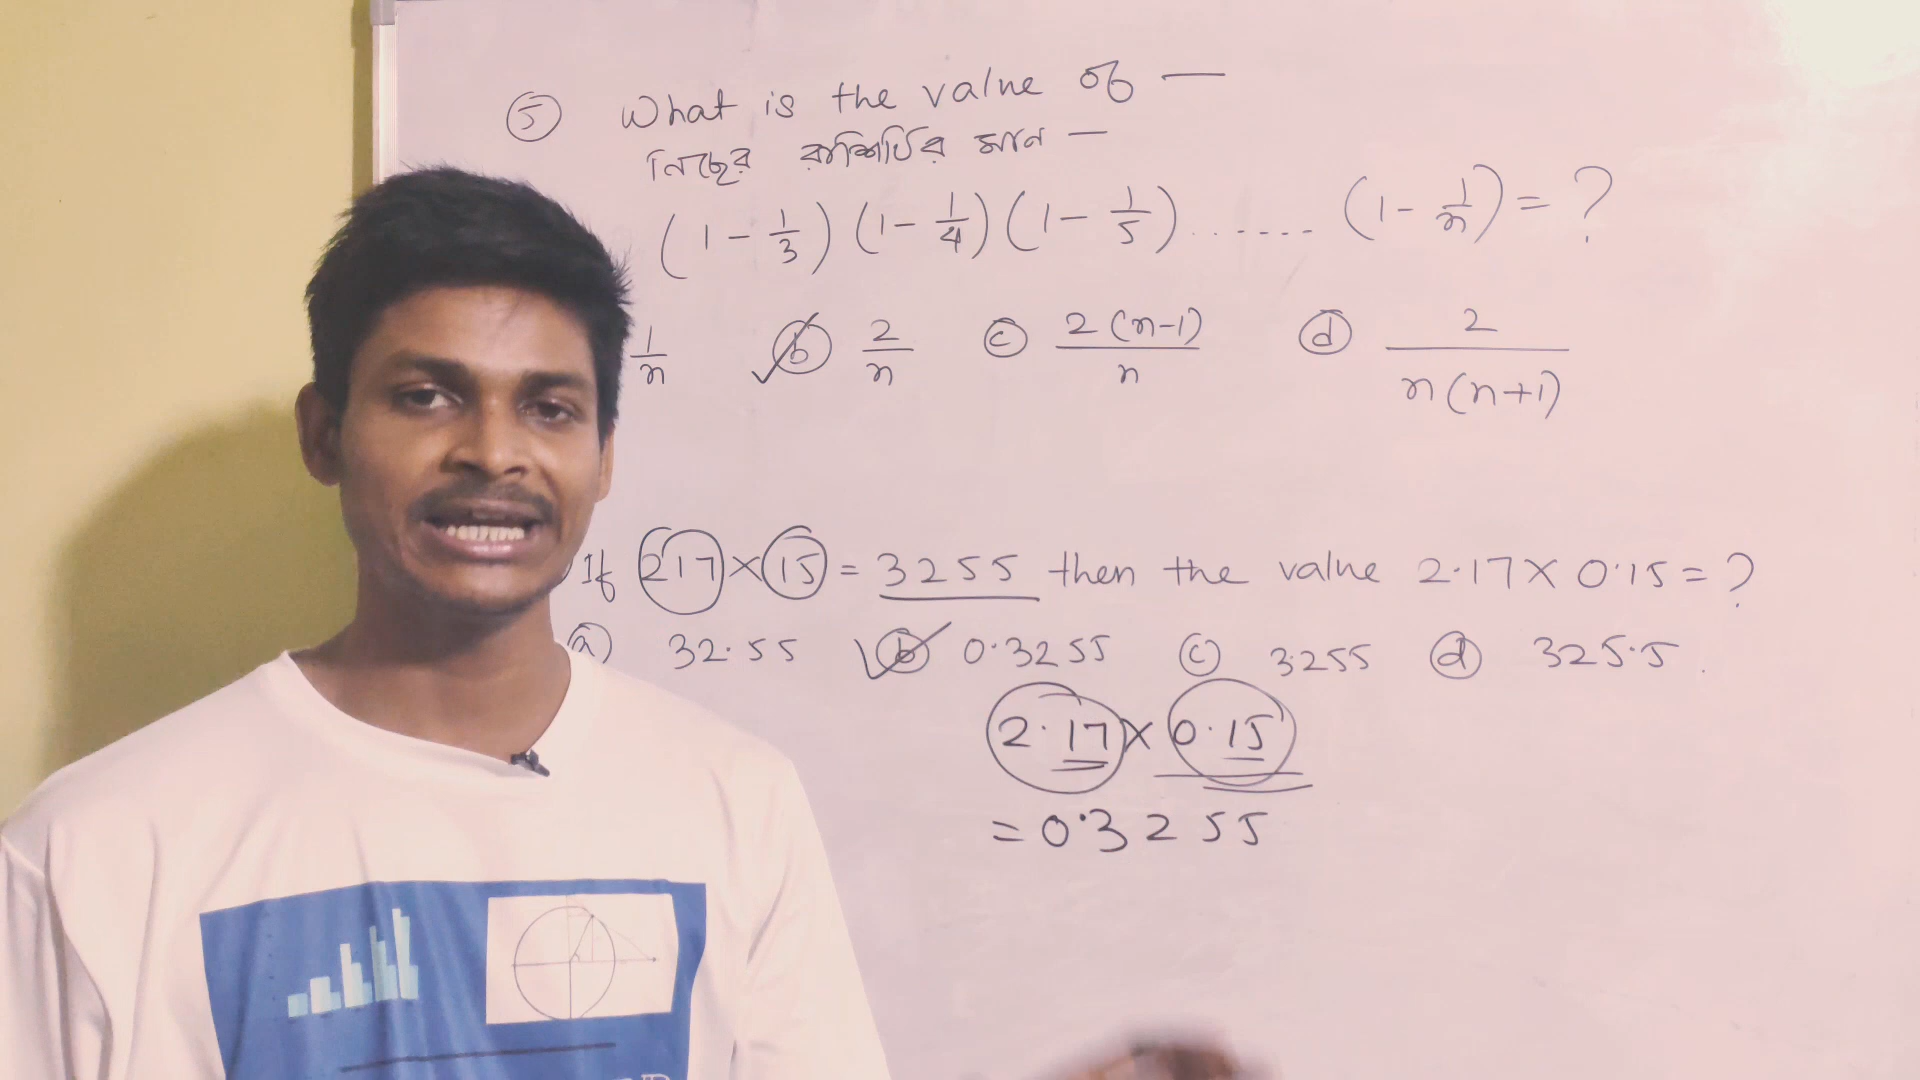 ⑤ What is the value of —
নিচের রাশিটির মান —
(1 - 1/3) (1 - 1/4) (1 - 1/5) ....... (1 - 1/n) = ?
1/n ⓑ 2/n ⓒ 2(n-1)/n ⓓ 2/n(n+1)
If 217 × 15 = 3255 then the value 2.17 × 0.15 = ?
ⓐ 32.55 ⓑ 0.3255 ⓒ 3.255 ⓓ 325.5
2.17 × 0.15
= 0.3255